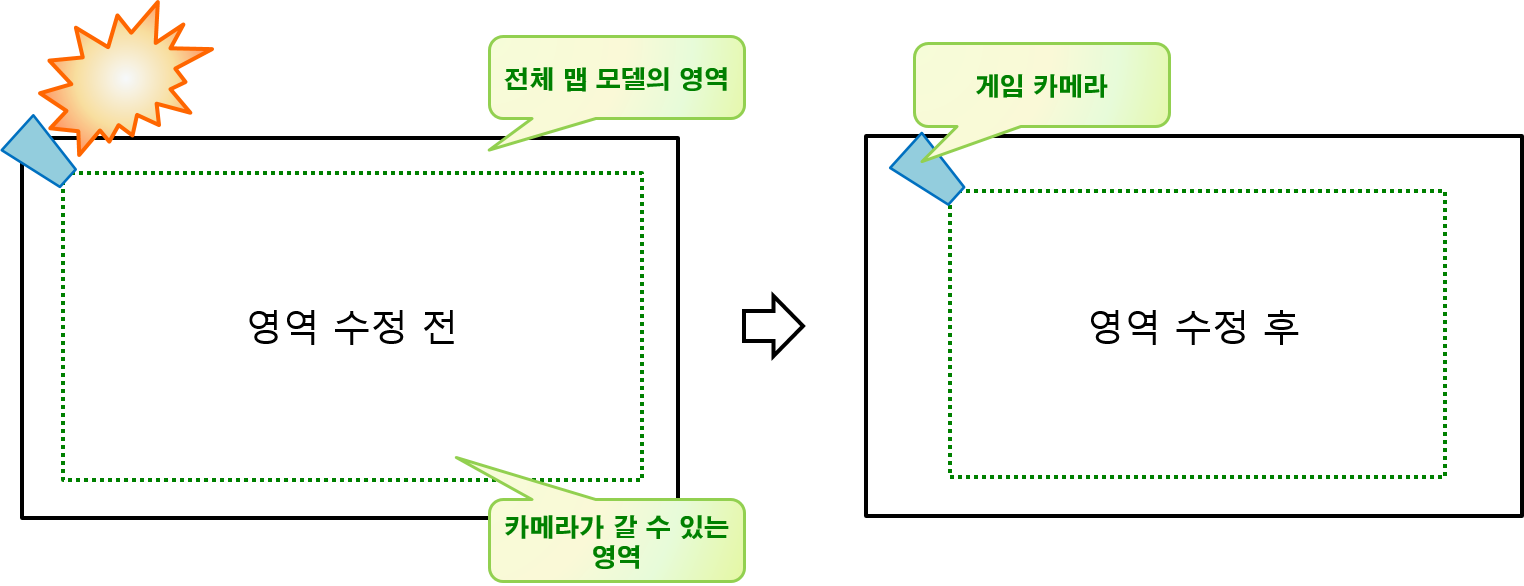 전체 맵 모델의 영역
게임 카메라
영역 수정 전
영역 수정 후
카메라가 갈 수 있는
영역